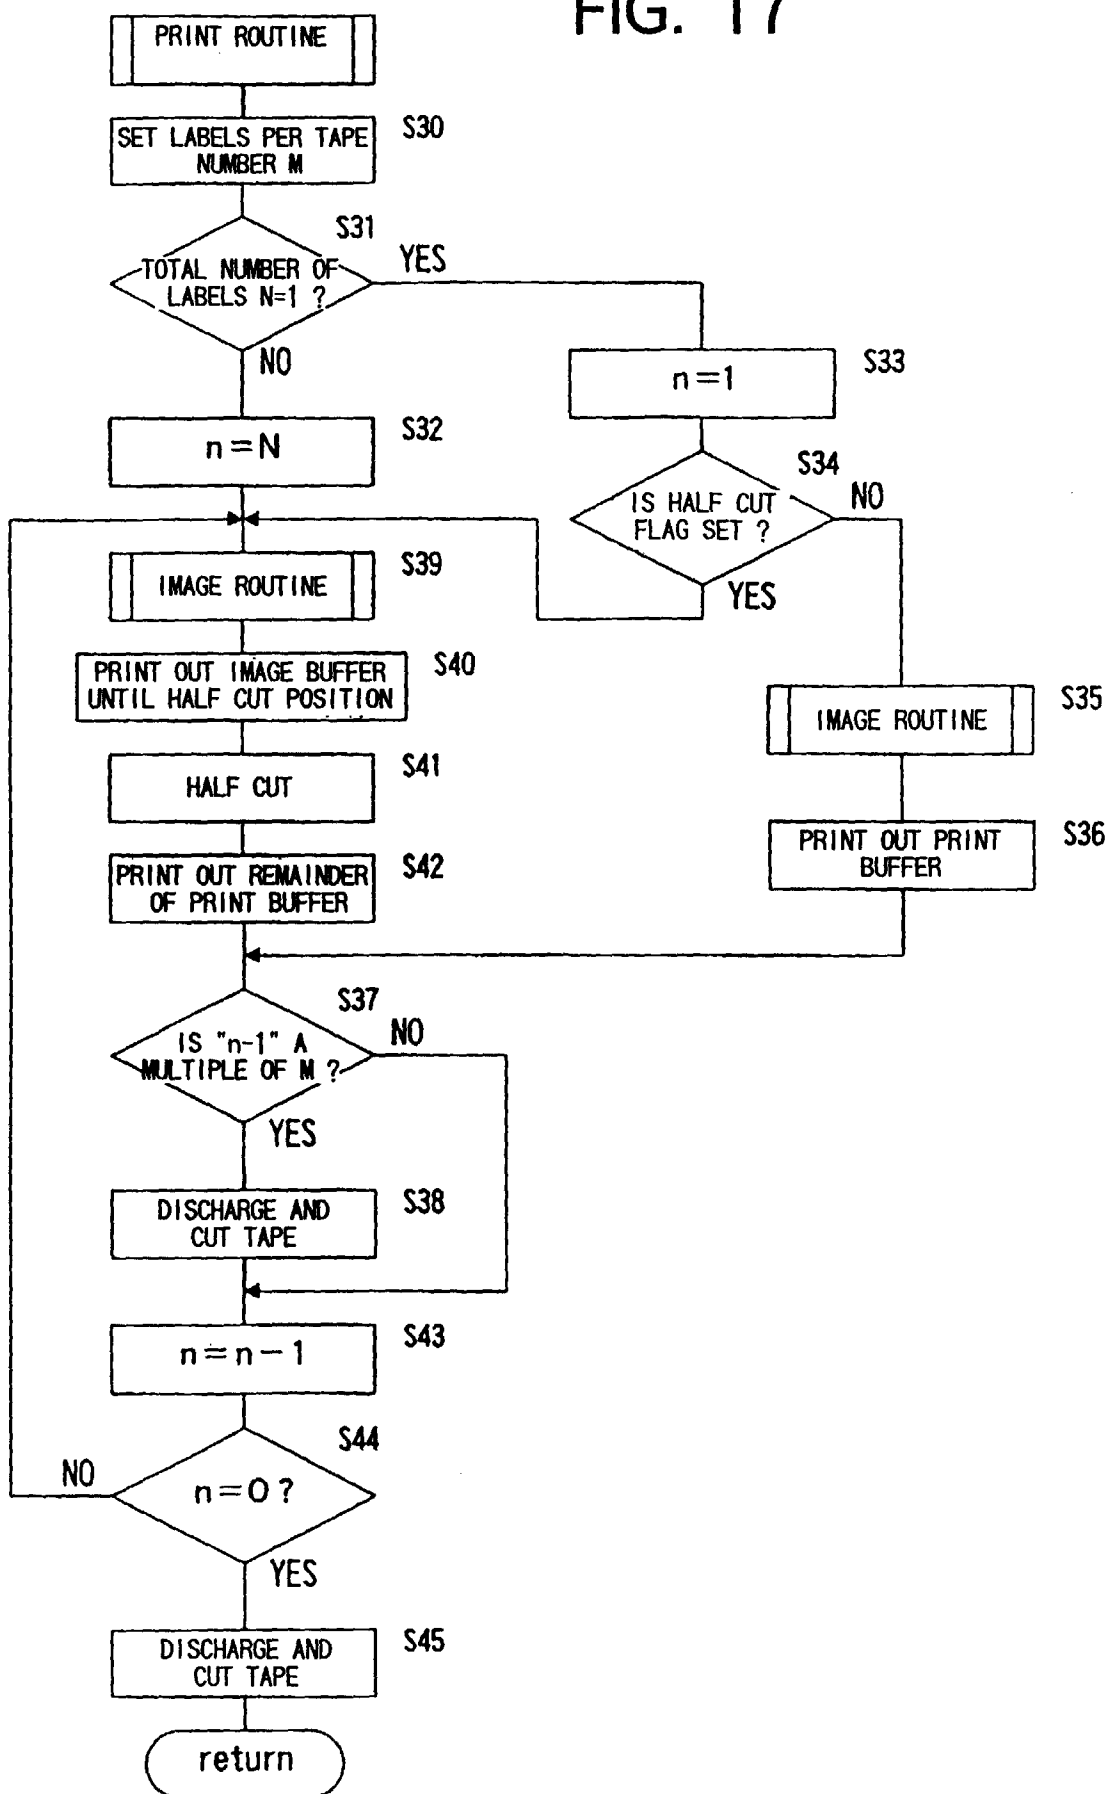 FIG. 17
PRINT ROUTINE
SET LABELS PER TAPE
NUMBER M
S30
S31
TOTAL NUMBER OF
LABELS N=1 ?
YES
NO
n=1
S33
n=N
S32
S34
IS HALF CUT
FLAG SET ?
NO
YES
IMAGE ROUTINE
S39
PRINT OUT IMAGE BUFFER
UNTIL HALF CUT POSITION
S40
IMAGE ROUTINE
S35
HALF CUT
S41
PRINT OUT PRINT
BUFFER
S36
PRINT OUT REMAINDER
OF PRINT BUFFER
S42
S37
IS "n-1" A
MULTIPLE OF M ?
NO
YES
DISCHARGE AND
CUT TAPE
S38
n=n-1
S43
S44
n=0?
NO
YES
DISCHARGE AND
CUT TAPE
S45
return